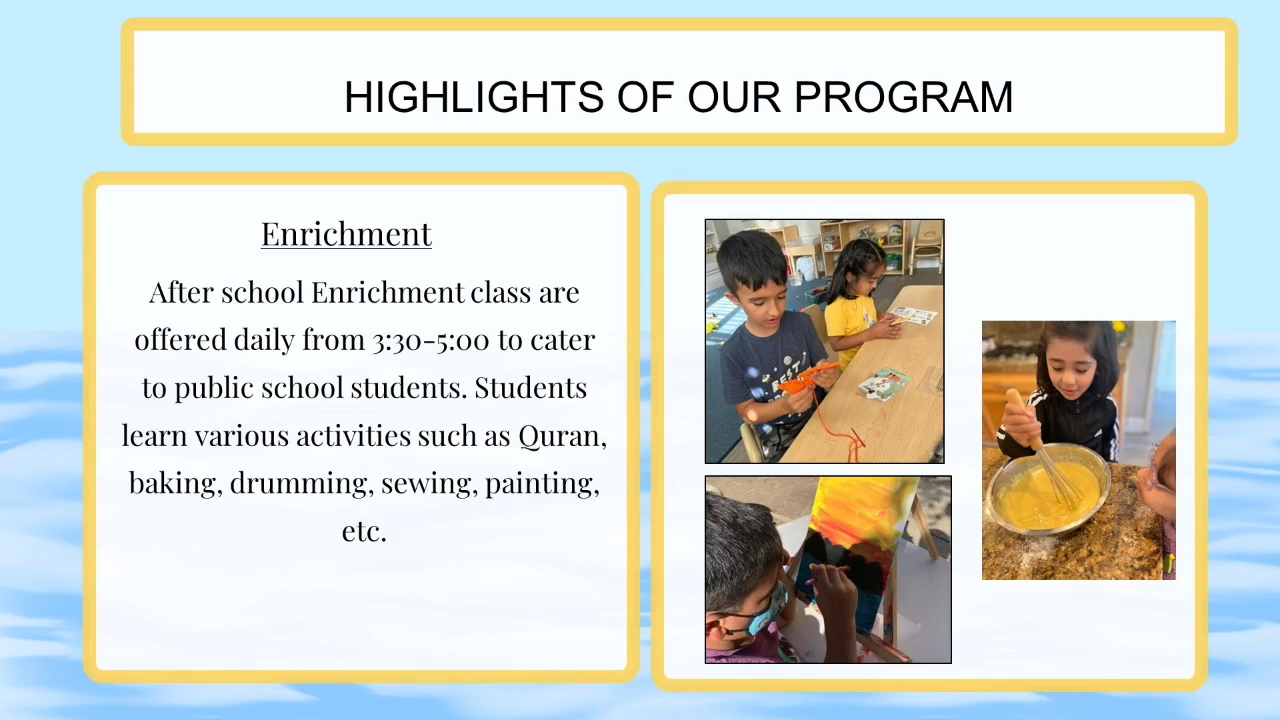 HIGHLIGHTS OF OUR PROGRAM
Enrichment
After school Enrichment class are
offered daily from 3:30-5:00 to cater
to public school students. Students
learn various activities such as Quran,
baking, drumming, sewing, painting,
etc.
BEST